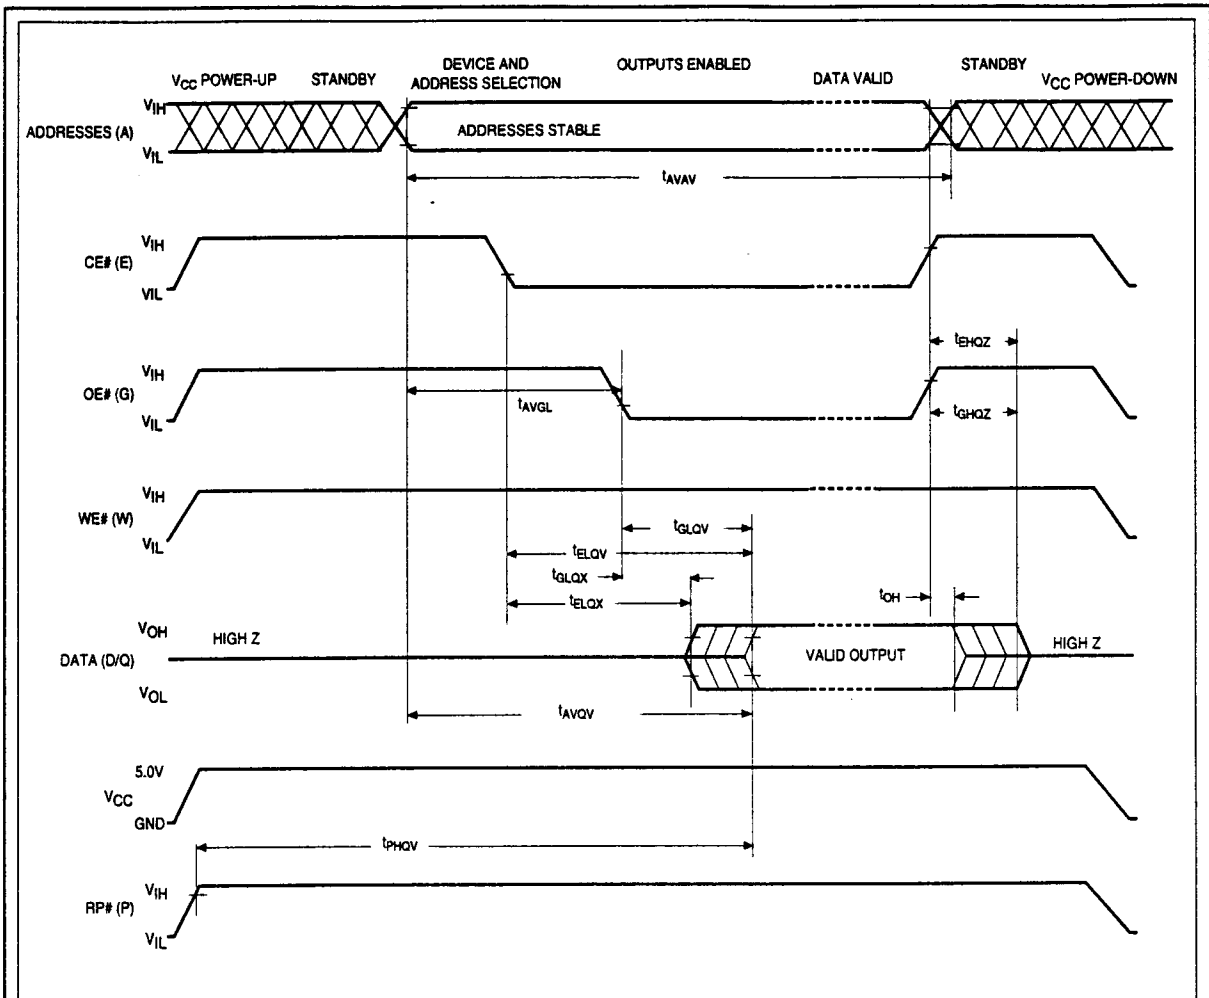 DEVICE AND
ADDRESS SELECTION
OUTPUTS ENABLED
STANDBY
VCC POWER-UP
STANDBY
DATA VALID
VCC POWER-DOWN
VIH
ADDRESSES (A)
ADDRESSES STABLE
VIL
tAVAV
VIH
CE# (E)
VIL
tEHQZ
VIH
OE# (G)
tAVGL
tGHQZ
VIL
VIH
WE# (W)
tGLQV
VIL
tELQV
tGLQX
tELQX
tOH
VOH
HIGH Z
HIGH Z
DATA (D/Q)
VALID OUTPUT
VOL
tAVQV
5.0V
VCC
GND
tPHQV
VIH
RP# (P)
VIL